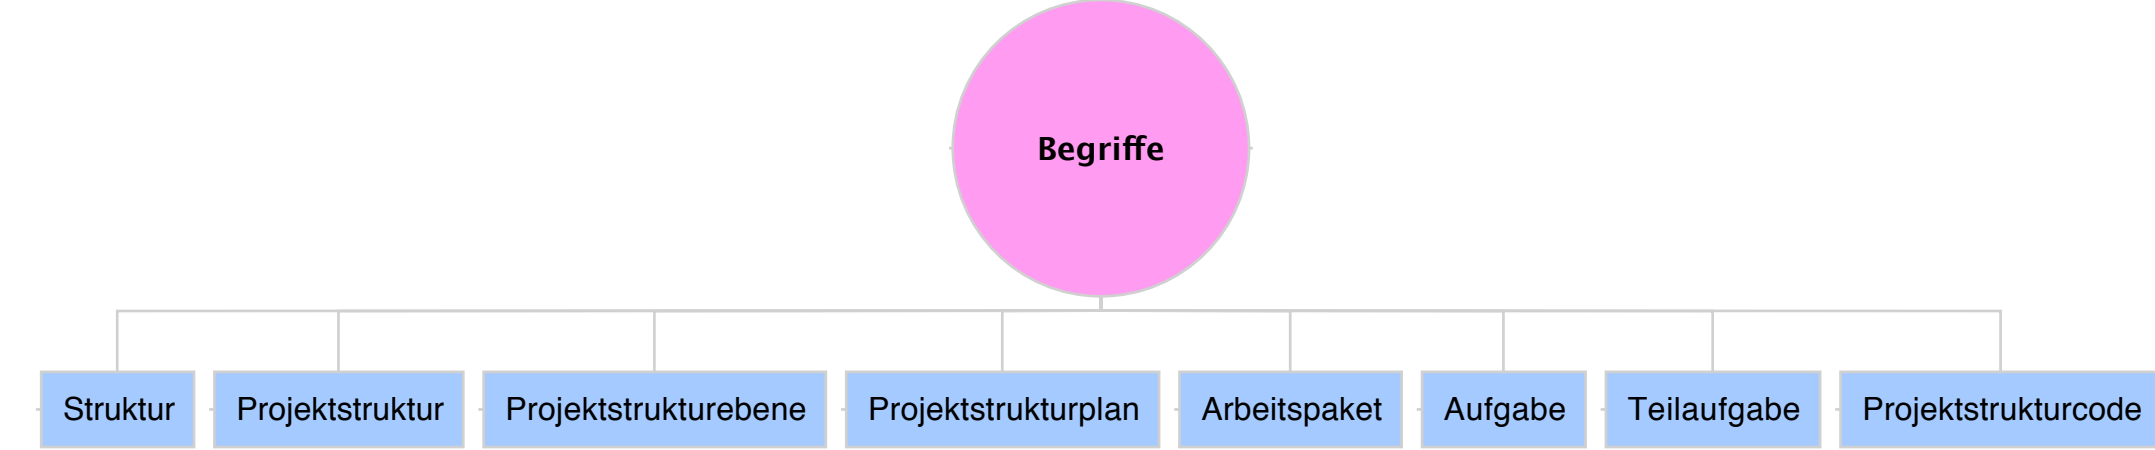 Begriffe
Struktur
Projektstruktur
Projektstrukturebene
Projektstrukturplan
Arbeitspaket
Aufgabe
Teilaufgabe
Projektstrukturcode